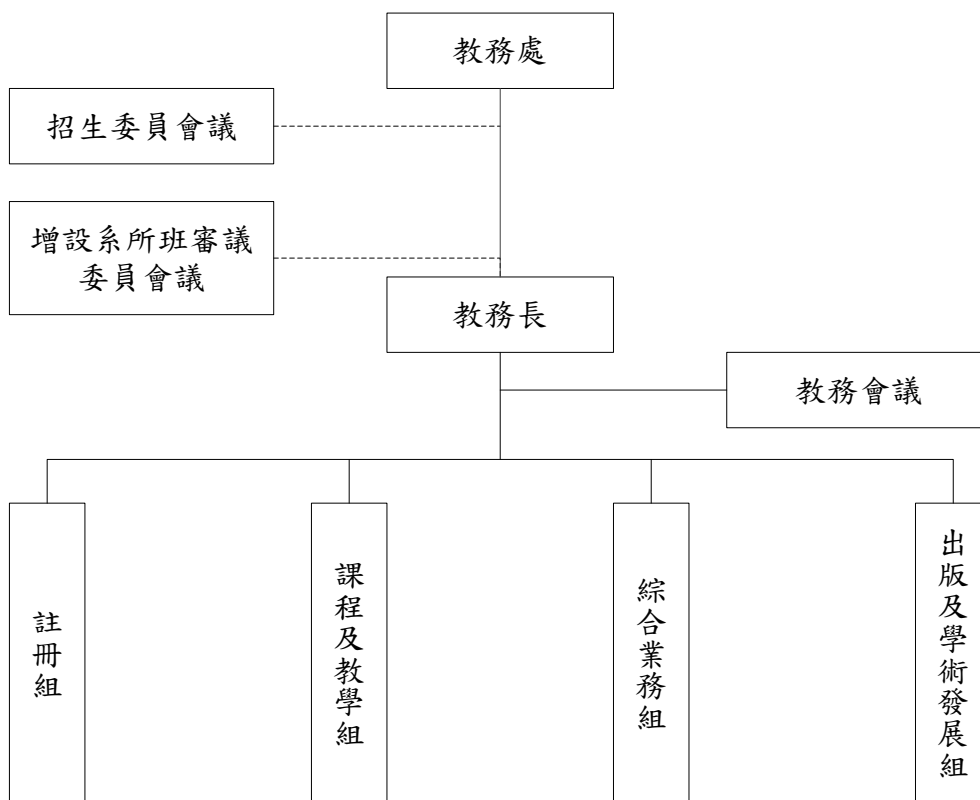 教務處
招生委員會議
增設系所班審議
委員會議
教務長
教務會議
註冊組
課程及教學組
綜合業務組
出版及學術發展組